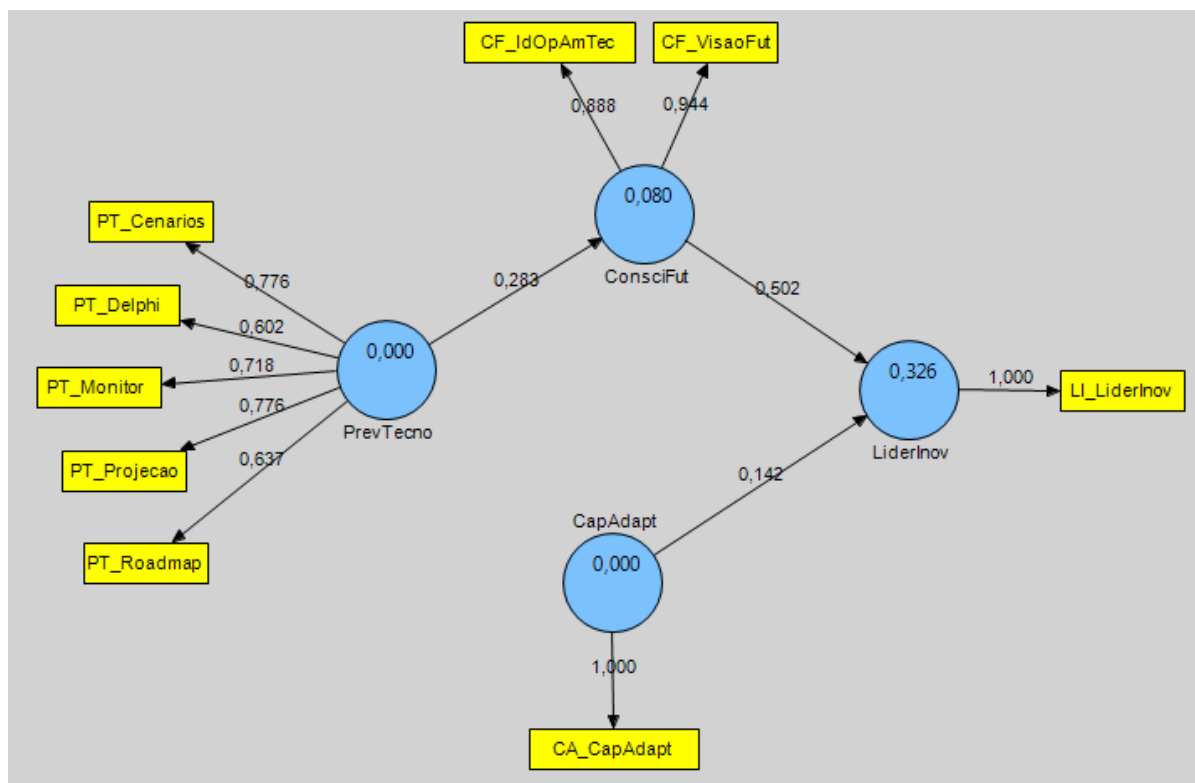 CF_IdOpAmTec
CF_VisaoFut
0,888
0,944
0,080
ConsciFut
PT_Cenarios
0,776
PT_Delphi
0,602
PT_Monitor
0,718
PT_Projecao
0,776
PT_Roadmap
0,637
0,000
PrevTecno
0,283
0,502
0,326
LiderInov
1,000
LI_LiderInov
0,142
CapAdapt
0,000
1,000
CA_CapAdapt